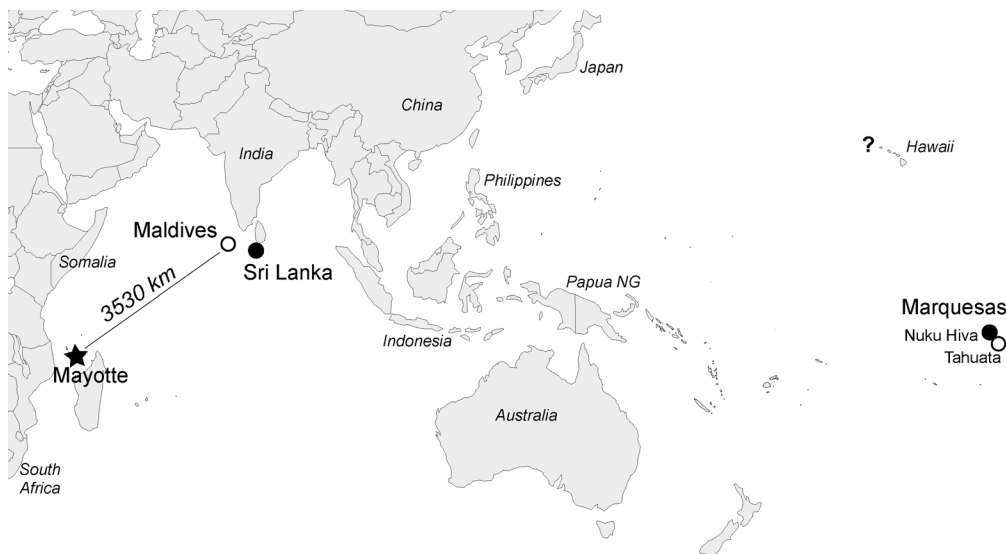 Japan
China
?
Hawaii
India
Philippines
Maldives
Somalia
Sri Lanka
3530 km
Papua NG
Marquesas
Nuku Hiva
Indonesia
Tahuata
Mayotte
Australia
South
Africa